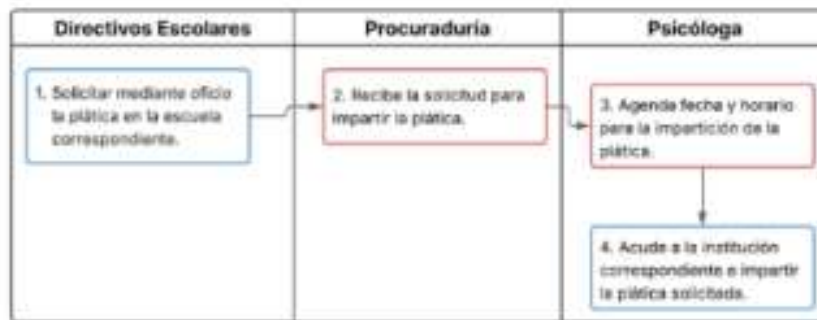 Directivos Escolares
Procuraduría
Psicóloga
1. Solicitar mediante oficio
la plática en la escuela
correspondiente.
2. Recibe la solicitud para
impartir la plática.
3. Agenda fecha y horario
para la impartición de la
plática.
4. Acude a la institución
correspondiente a impartir
la plática solicitada.